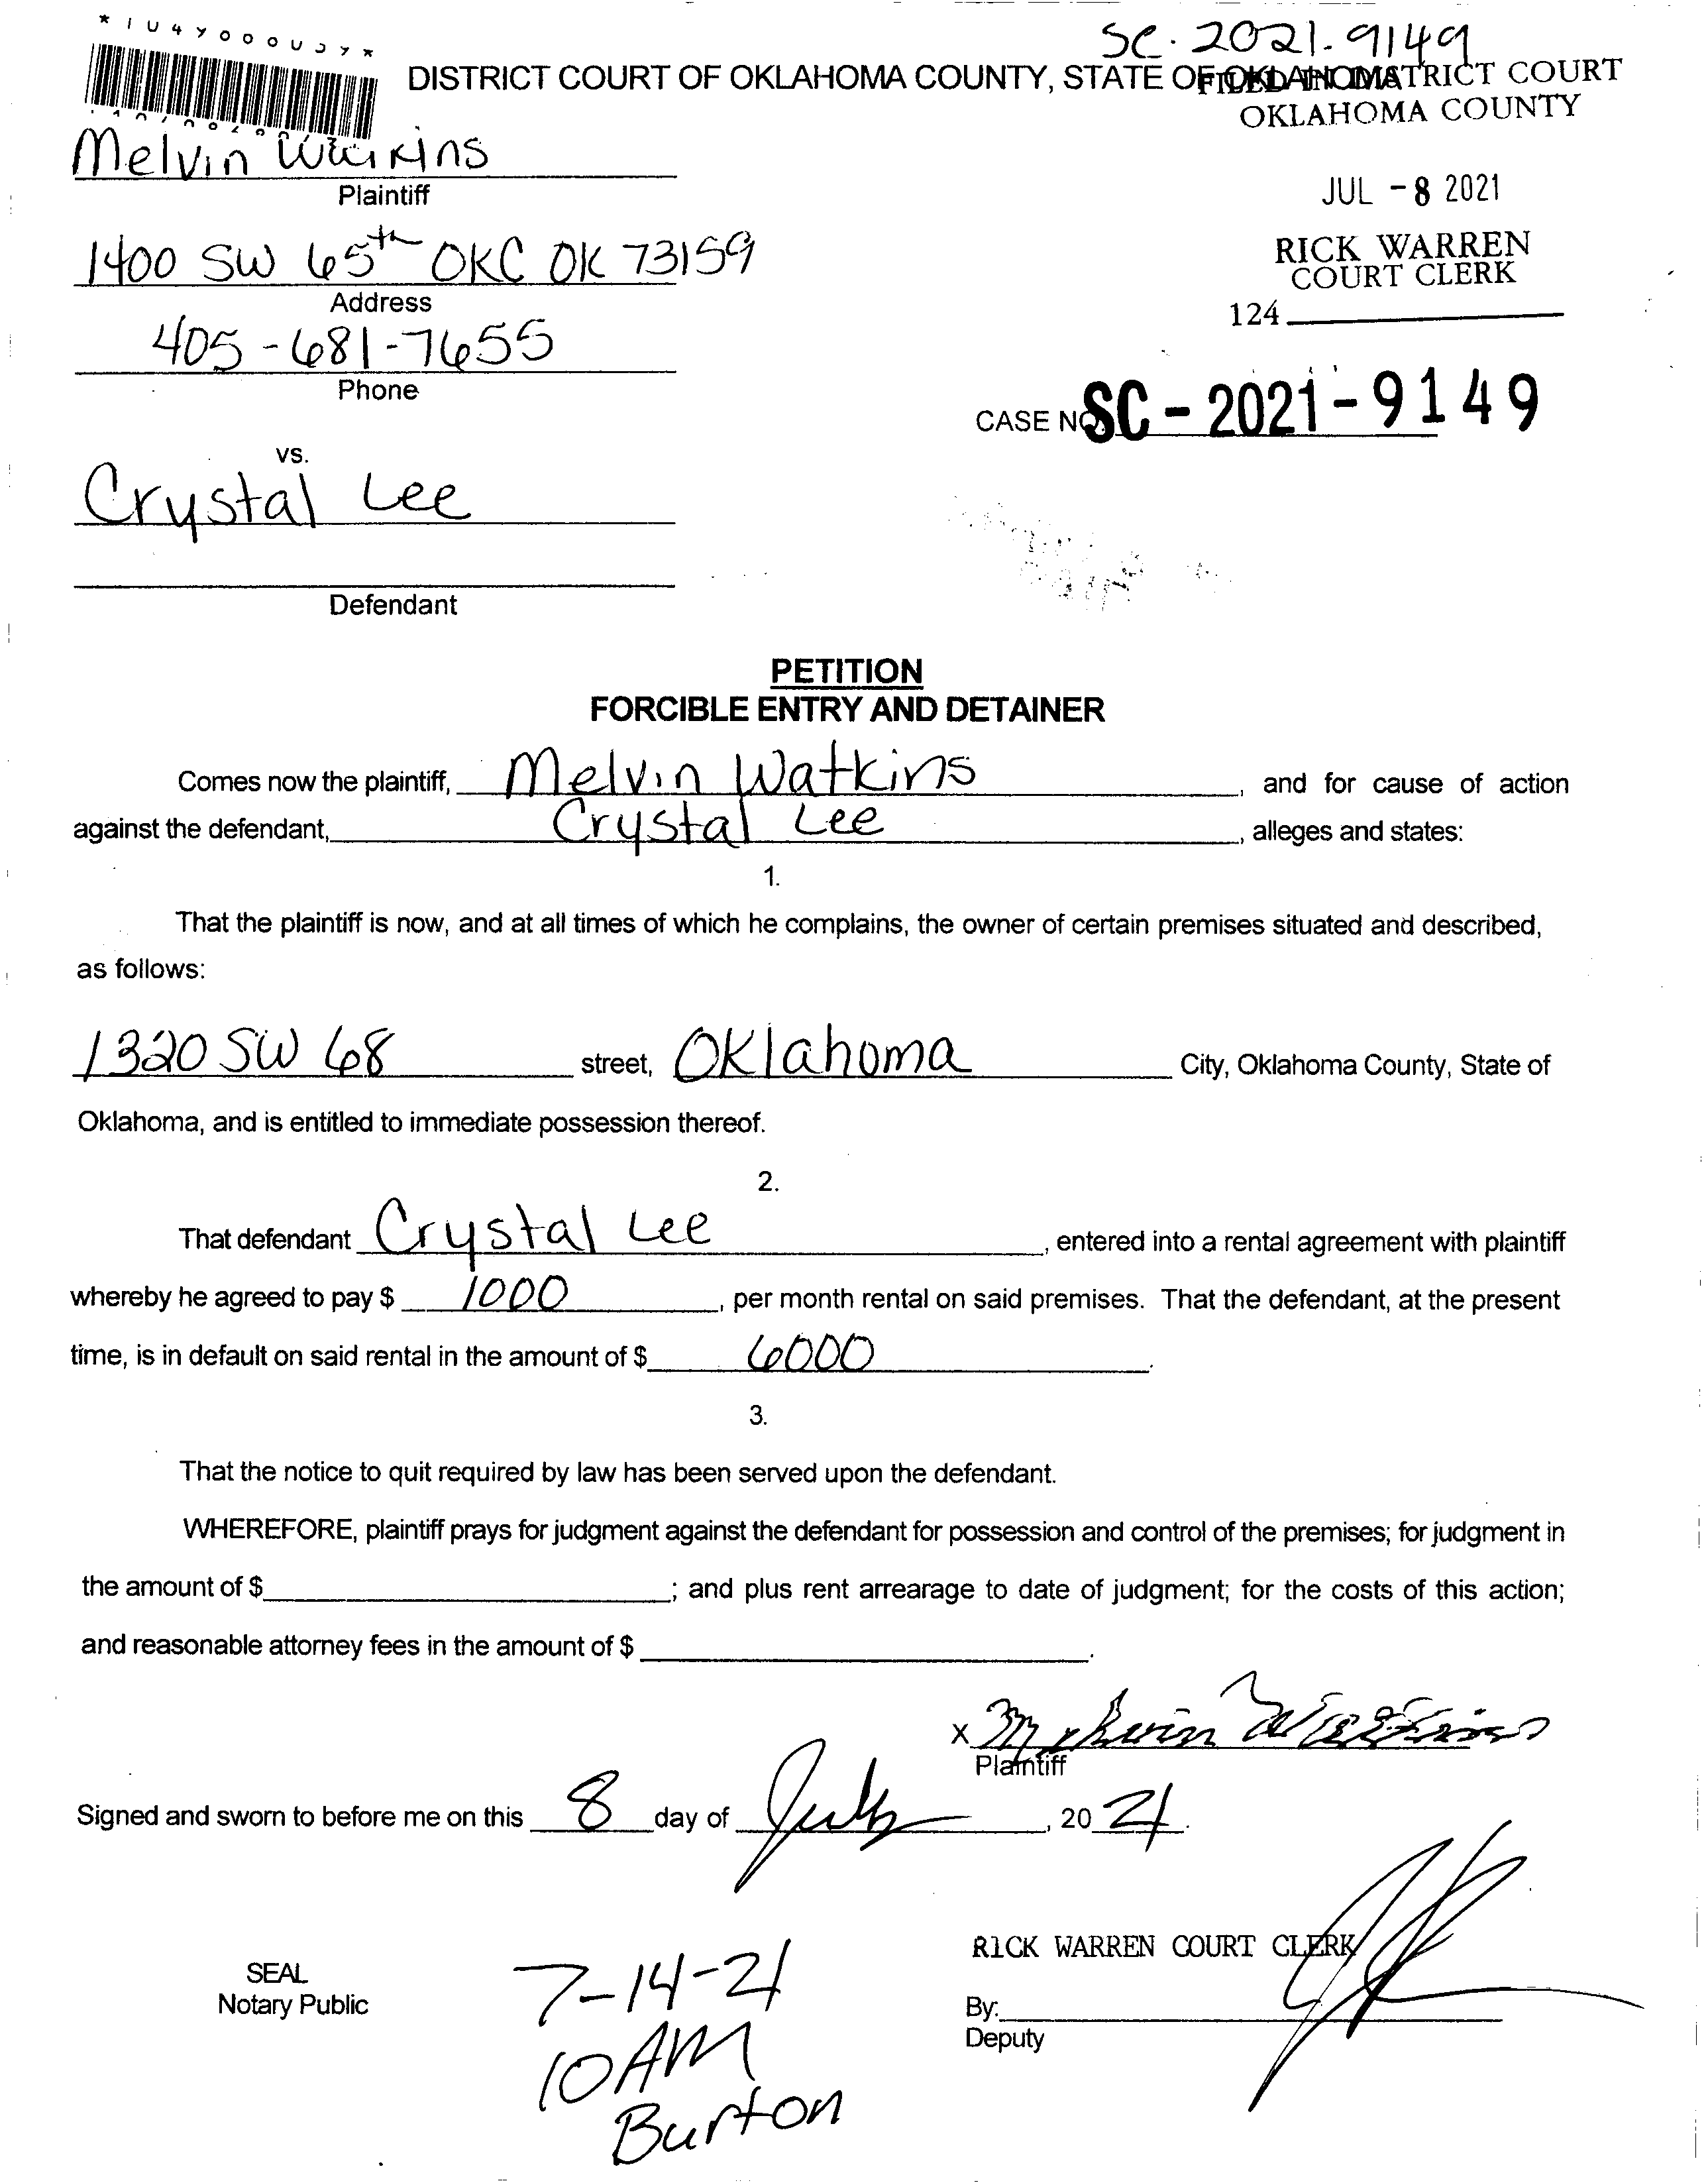 SC-2021-9149
DISTRICT COURT OF OKLAHOMA COUNTY, STATE OF OKLAHOMA
FILED IN DISTRICT COURT
OKLAHOMA COUNTY
Melvin Watkins
Plaintiff
JUL -8 2021
1400 SW 65th OKC OK 73159
Address
RICK WARREN
COURT CLERK
124
405-681-7655
Phone
CASE NO. SC-2021-9149
vs.
Crystal Lee
Defendant
PETITION
FORCIBLE ENTRY AND DETAINER
Comes now the plaintiff, Melvin Watkins, and for cause of action
against the defendant, Crystal Lee, alleges and states:
1.
That the plaintiff is now, and at all times of which he complains, the owner of certain premises situated and described,
as follows:
1320 SW 68 street, Oklahoma City, Oklahoma County, State of
Oklahoma, and is entitled to immediate possession thereof.
2.
That defendant Crystal Lee, entered into a rental agreement with plaintiff
whereby he agreed to pay $ 1000, per month rental on said premises. That the defendant, at the present
time, is in default on said rental in the amount of $ 6000.
3.
That the notice to quit required by law has been served upon the defendant.
WHEREFORE, plaintiff prays for judgment against the defendant for possession and control of the premises; for judgment in
the amount of $ ; and plus rent arrearage to date of judgment; for the costs of this action;
and reasonable attorney fees in the amount of $ .
X Melvin Watkins
Plaintiff
Signed and sworn to before me on this 8 day of July, 20 21.
RICK WARREN COURT CLERK
SEAL
Notary Public
7-14-21
10 AM
Burton
By:
Deputy